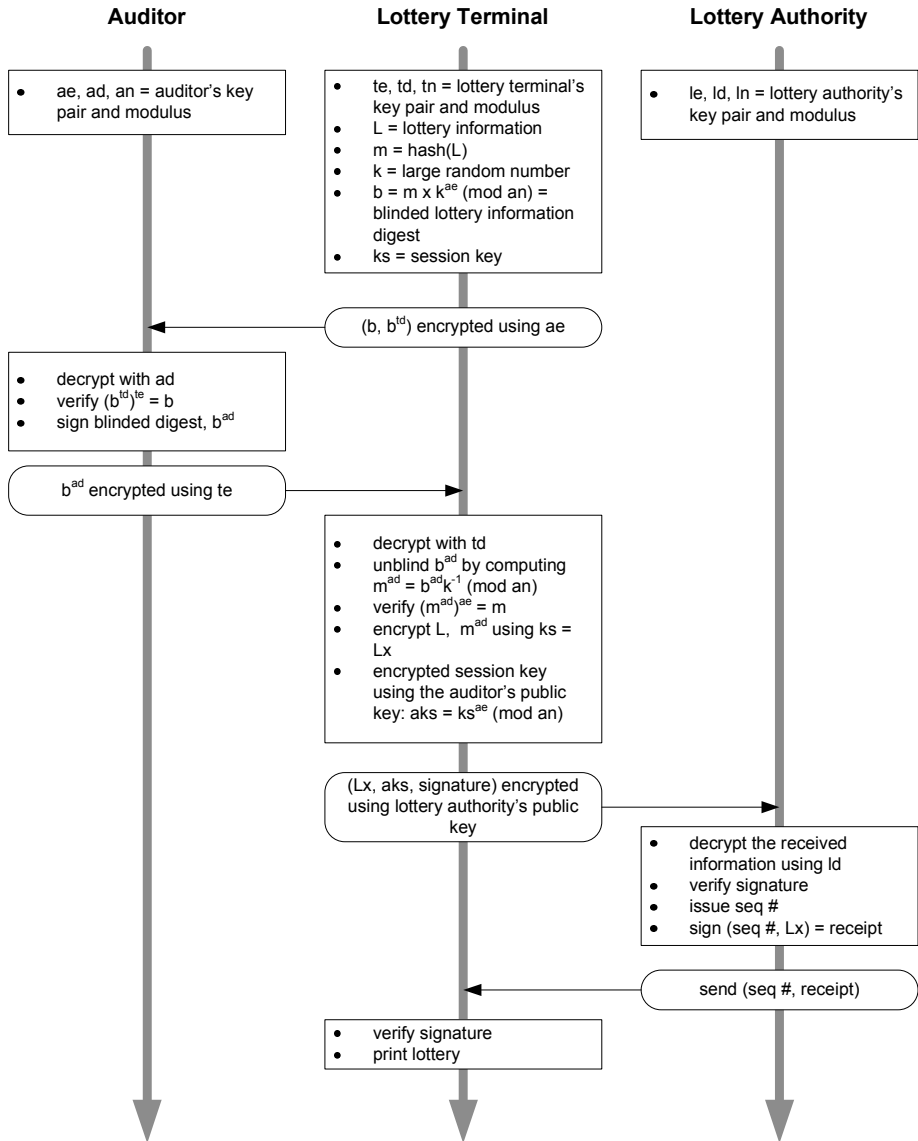 Auditor
Lottery Terminal
Lottery Authority
• ae, ad, an = auditor's key
pair and modulus
• te, td, tn = lottery terminal's
key pair and modulus
• L = lottery information
• m = hash(L)
• k = large random number
• b = m x k^ae (mod an) =
blinded lottery information
digest
• ks = session key
• le, ld, ln = lottery authority's
key pair and modulus
(b, b^td) encrypted using ae
• decrypt with ad
• verify (b^td)^te = b
• sign blinded digest, b^ad
b^ad encrypted using te
• decrypt with td
• unblind b^ad by computing
m^ad = b^ad k^-1 (mod an)
• verify (m^ad)^ae = m
• encrypt L, m^ad using ks =
Lx
• encrypted session key
using the auditor's public
key: aks = ks^ae (mod an)
(Lx, aks, signature) encrypted
using lottery authority's public
key
• decrypt the received
information using ld
• verify signature
• issue seq #
• sign (seq #, Lx) = receipt
send (seq #, receipt)
• verify signature
• print lottery